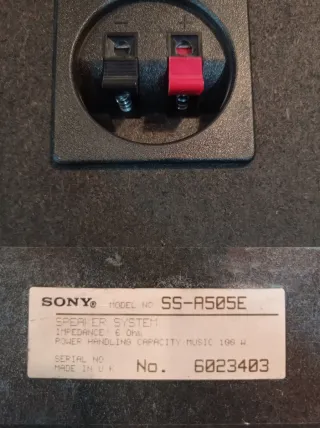 - +
SONY® MODEL NO SS-A505E
SPEAKER SYSTEM
IMPEDANCE: 6 Ohm
POWER HANDLING CAPACITY:MUSIC 100 W
SERIAL NO
MADE IN U K No. 6023403